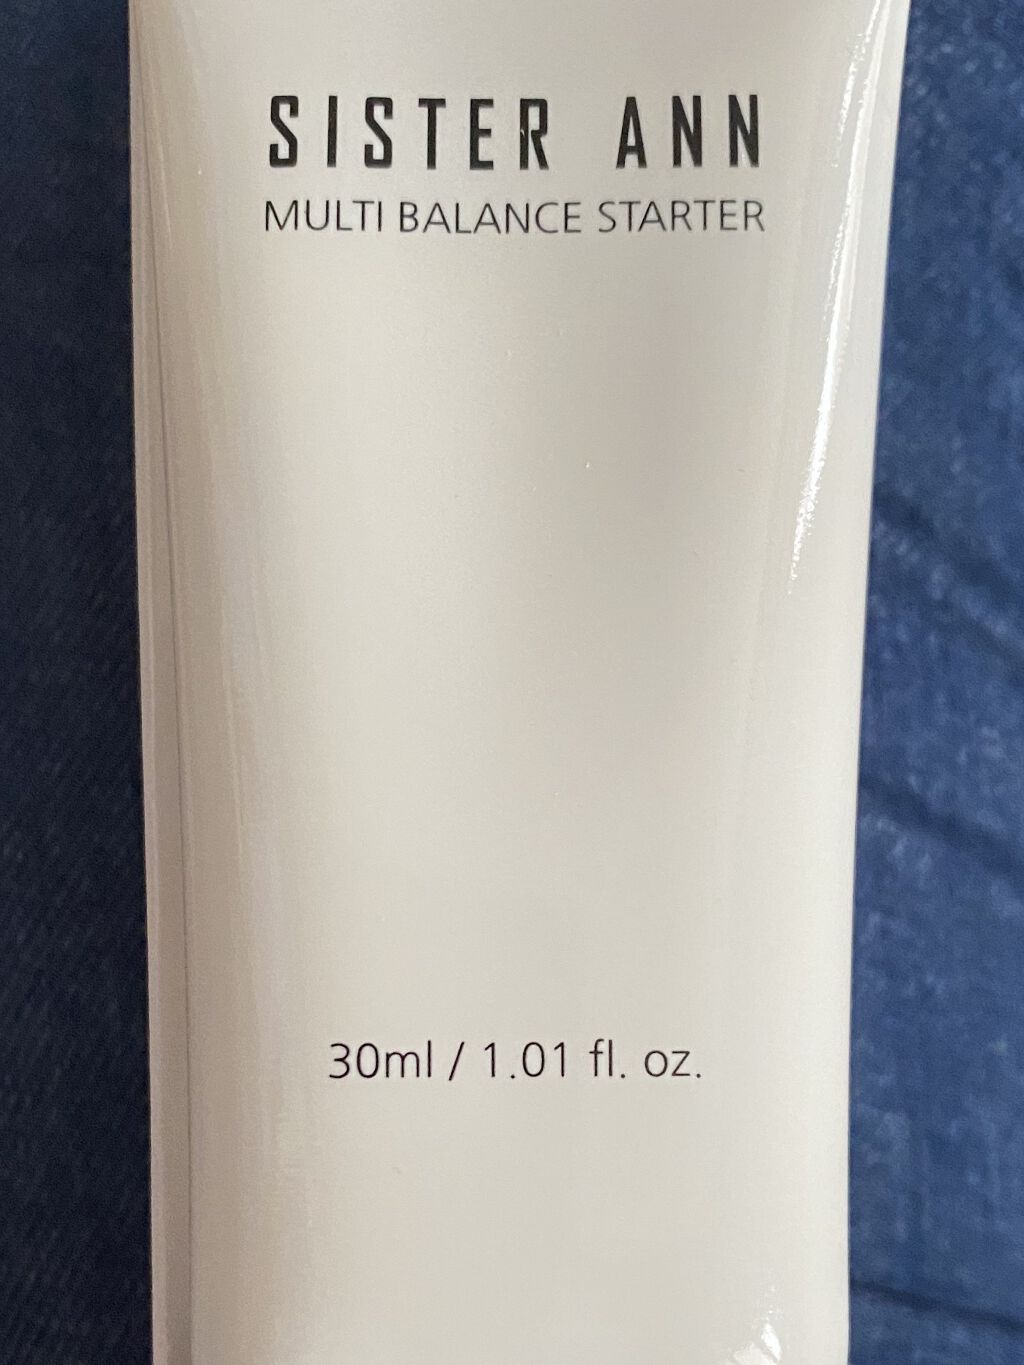 SISTER ANN
MULTI BALANCE STARTER
30ml / 1.01 fl. oz.